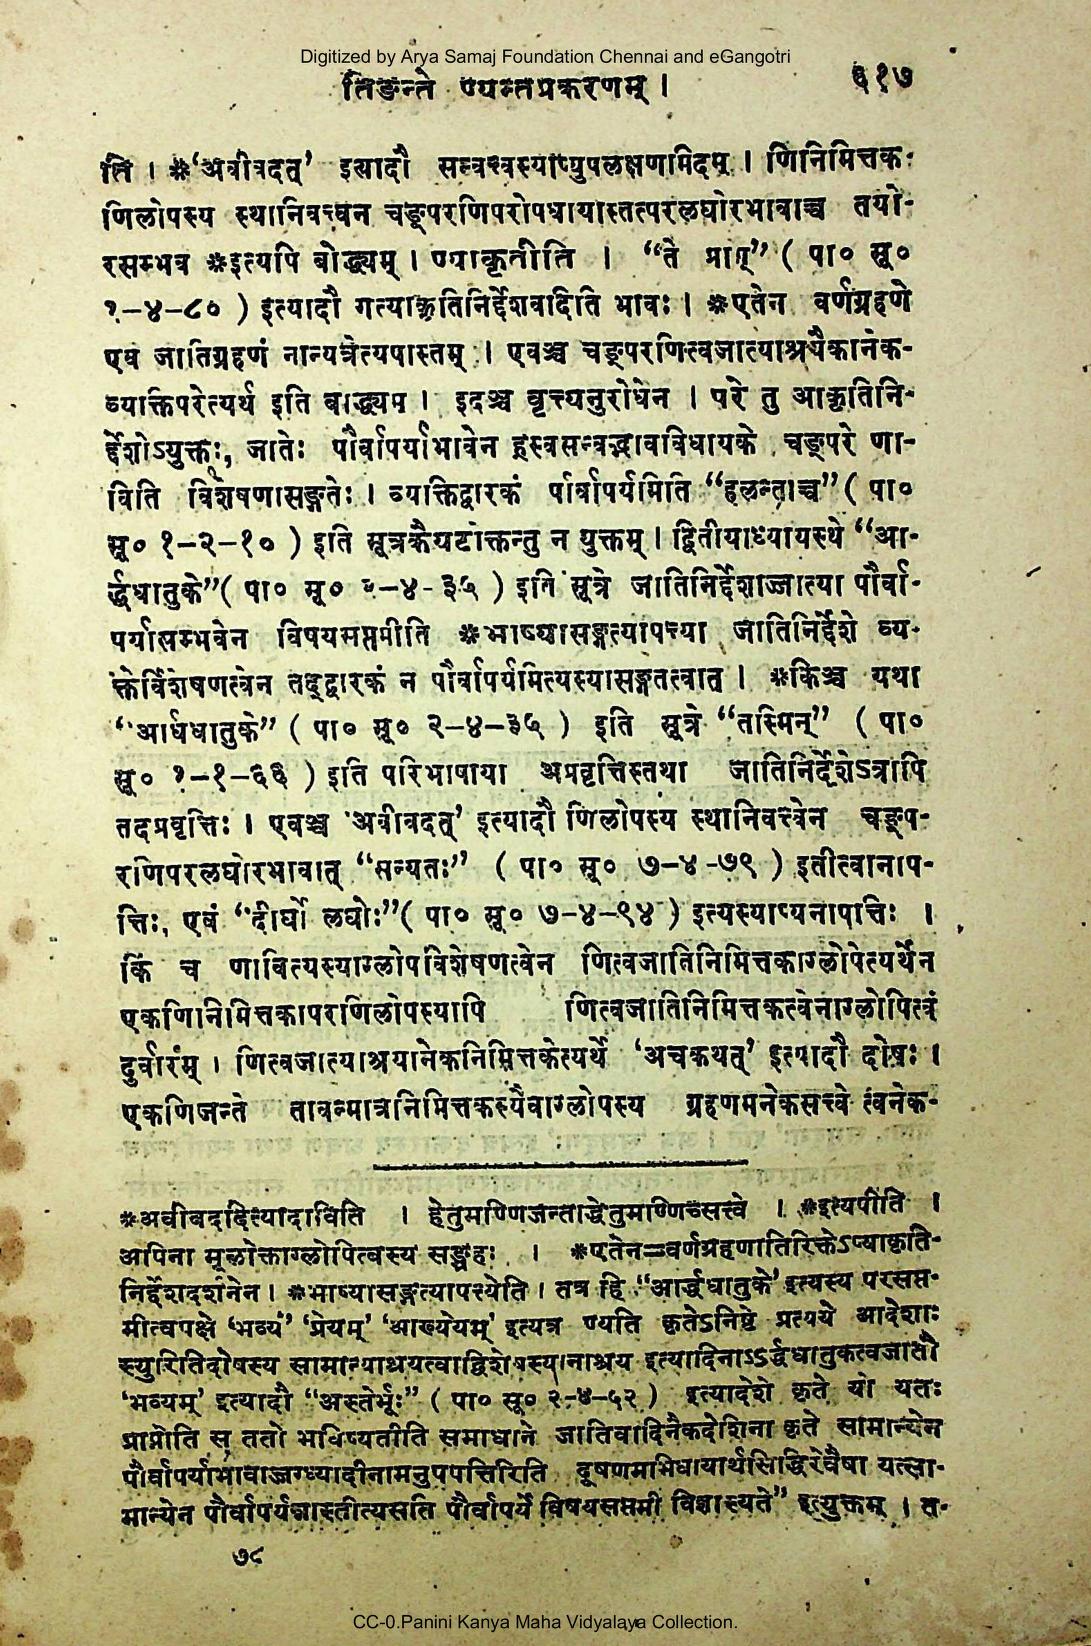 Digitized by Arya Samaj Foundation Chennai and eGangotri
तिङन्ते ण्यन्तप्रकरणम् । ६१७
ति । *‘अवीवदत्’ इत्यादौ सन्वत्त्वस्याप्युपलक्षणमिदम् । णिनिमित्तक-
णिलोपस्य स्थानिवत्त्वेन चङ्परणिपरोपधायास्तत्परलघोरभावाच्च तयो-
रसम्भव *इत्यपि बोद्ध्यम् । ण्याकृतीति । “ते प्राग्” ( पा० सू०
१-४-८० ) इत्यादौ गत्याकृतिनिर्द्देशवदिति भावः । *एतेन वर्णग्रहणे
एव जातिग्रहणं नान्यत्रेत्यपास्तम् । एवञ्च चङ्परणित्वजात्याश्रयैकानेक-
व्यक्तिपरेत्यर्थ इति बोद्ध्यम । इदञ्च वृत्त्यनुरोधेन । परे तु आकृतिनि-
र्द्देशोऽयुक्तः, जातेः पौर्वापर्याभावेन ह्रस्वसन्वद्भावविधायके चङ्परे णा-
विति विशेषणासङ्गतेः । व्यक्तिद्वारकं पौर्वापर्यमिति “हलन्ताच्च” ( पा०
सू० १-२-१० ) इति सूत्रकैयटोक्तन्तु न युक्तम् । द्वितीयाध्यायस्थे “आ-
र्द्धधातुके” ( पा० सू० २-४-३५ ) इति सूत्रे जातिनिर्देशाज्जात्या पौर्वा-
पर्यासम्भवेन विषयसप्तमीति *भाष्यासङ्गत्यापत्त्या जातिनिर्द्देशे व्य-
क्तेर्विशेषणत्वेन तद्द्वारकं न पौर्वापर्यमित्यस्यासङ्गतत्वात् । *किञ्च यथा
“आर्धधातुके” ( पा० सू० २-४-३५ ) इति सूत्रे “तस्मिन्” ( पा०
सू० १-१-६६ ) इति परिभाषाया अप्रवृत्तिस्तथा जातिनिर्देशेऽत्रापि
तदप्रवृत्तिः । एवञ्च ‘अवीवदत्’ इत्यादौ णिलोपस्य स्थानिवत्त्वेन चङ्प-
रणिपरलघोरभावात् “सन्यतः” ( पा० सू० ७-४-७९ ) इतीत्वानाप-
त्तिः, एवं “दीर्घो लघोः” ( पा० सू० ७-४-९४ ) इत्यस्याप्यनापत्तिः ।
किं च णावित्यस्याग्लोपविशेषणत्वेन णित्वजातिनिमित्तकाग्लोपेत्यर्थेन
एकणिनिमित्तकापरणिलोपस्यापि णित्वजातिनिमित्तकत्वेनाग्लोपित्वं
दुर्वारम् । णित्वजात्याश्रयानेकनिमित्तकेत्यर्थे ‘अचकथत्’ इत्यादौ दोषः ।
एकणिजन्ते तावन्मात्रनिमित्तकस्यैवाग्लोपस्य ग्रहणमनेकसत्त्वे त्वनेक-
*अवीवददित्यादाविति । हेतुमण्णिजन्ताद्धेतुमण्णिच्सत्त्वे । *इत्यपीति ।
अपिना मूलोक्ताग्लोपित्वस्य सङ्ग्रहः । *एतेन=वर्णग्रहणातिरिक्तेऽप्याकृति-
निर्द्देशदर्शनेन । *भाष्यासङ्गत्यापत्त्येति । तत्र हि “आर्द्धधातुके’ इत्यस्य परसप्त-
मीत्वपक्षे ‘भव्यं’ ‘प्रेयम्’ ‘आख्येयम्’ इत्यत्र ण्यति कृतेऽनिष्टे प्रत्यये आदेशाः
स्युरितिदोषस्य सामान्याश्रयत्वाद्विशेषस्यानाश्रय इत्यादिनाऽऽर्द्धधातुकत्वजातौ
‘भव्यम्’ इत्यादौ “अस्तेर्भूः” ( पा० सू० २-४-५२ ) इत्यादेशे कृते यो यतः
प्राप्नोति स ततो भविष्यतीति समाधाने जातिवादिनैकदेशिना कृते सामान्येन
पौर्वापर्याभावाज्जग्ध्यादीनामनुपपत्तिरिति दूषणमभिधायार्थसिद्धिरेवैषा यत्सा-
मान्येन पौर्वापर्यन्नास्तीत्यसति पौर्वापर्ये विषयसप्तमी विज्ञास्यते” इत्युक्तम् । त-
७८
CC-0.Panini Kanya Maha Vidyalaya Collection.